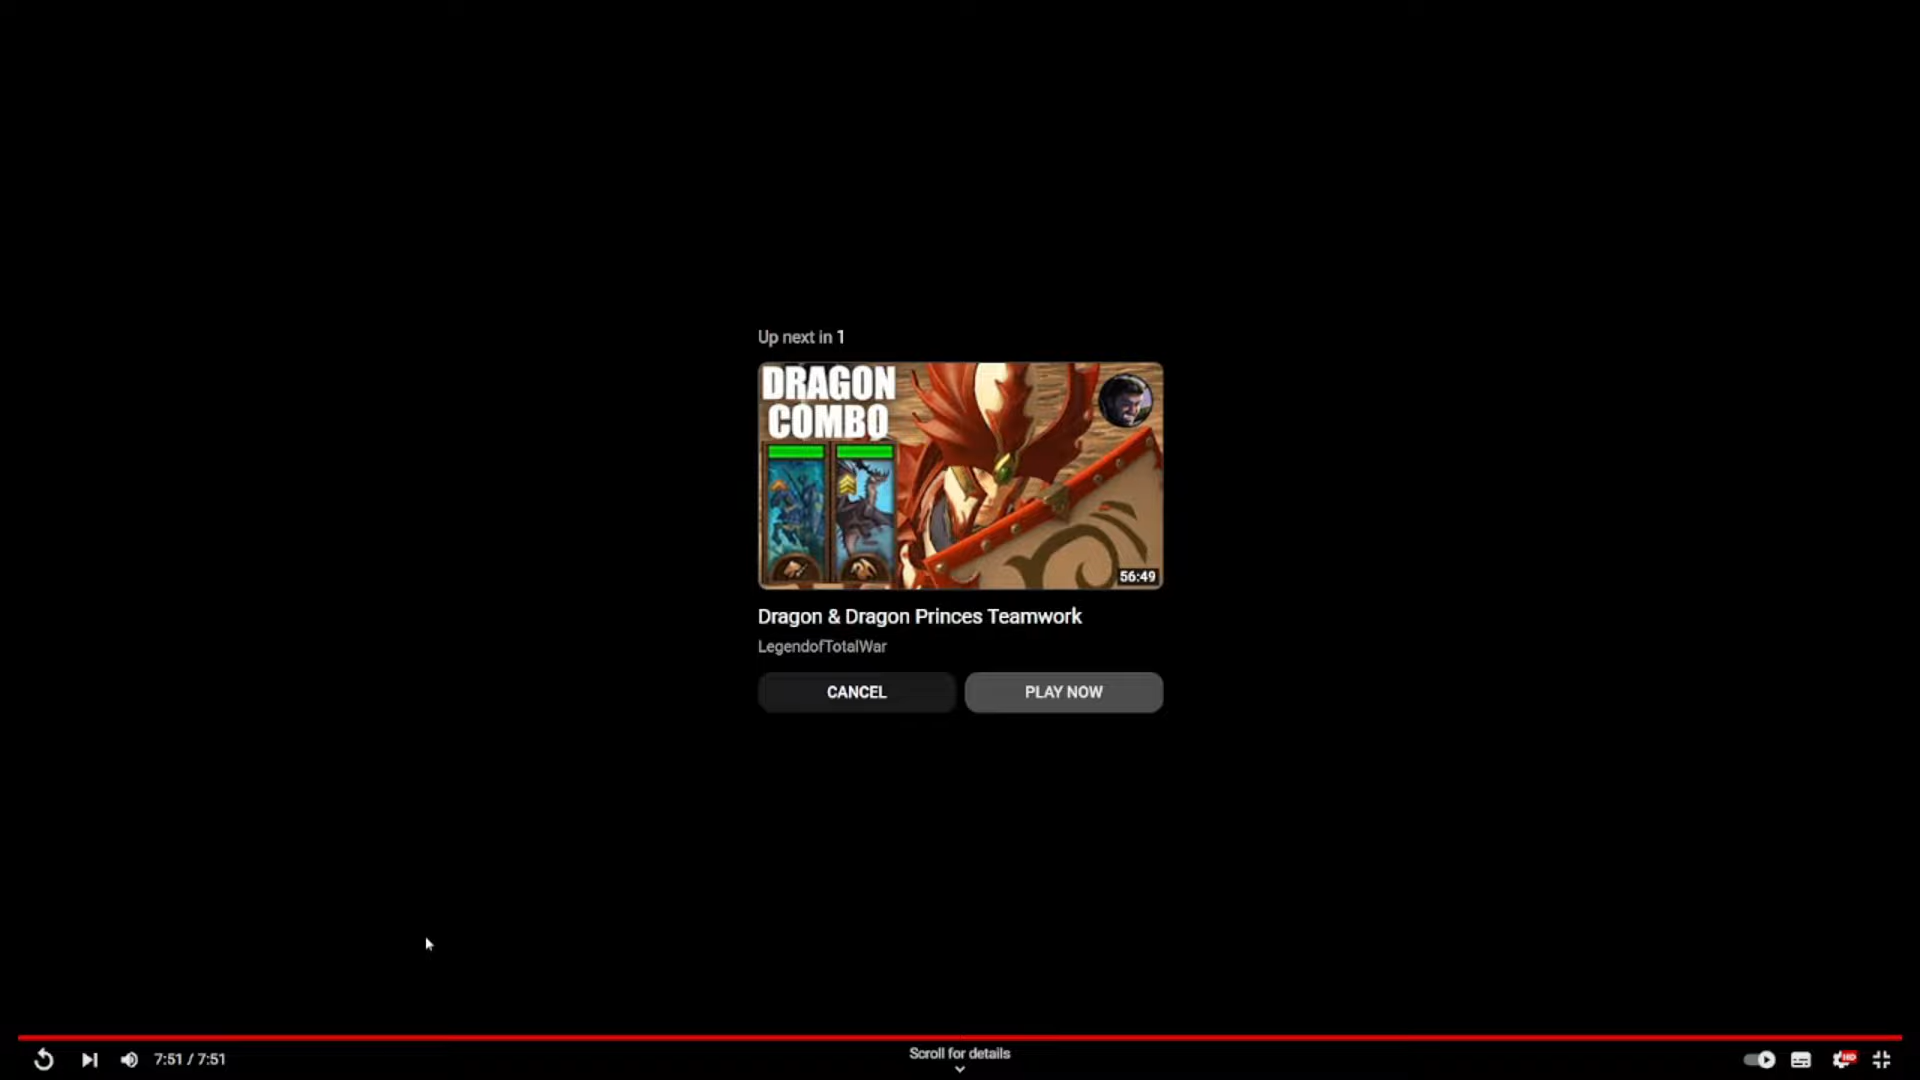 Up next in 1
DRAGON
COMBO
56:49
Dragon & Dragon Princes Teamwork
LegendofTotalWar
CANCEL
PLAY NOW
7:51 / 7:51
Scroll for details
HD